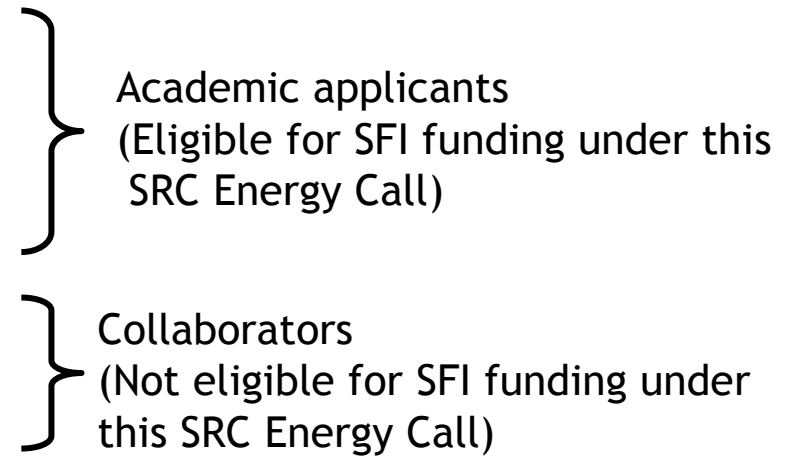 Academic applicants
(Eligible for SFI funding under this
SRC Energy Call)
Collaborators
(Not eligible for SFI funding under
this SRC Energy Call)